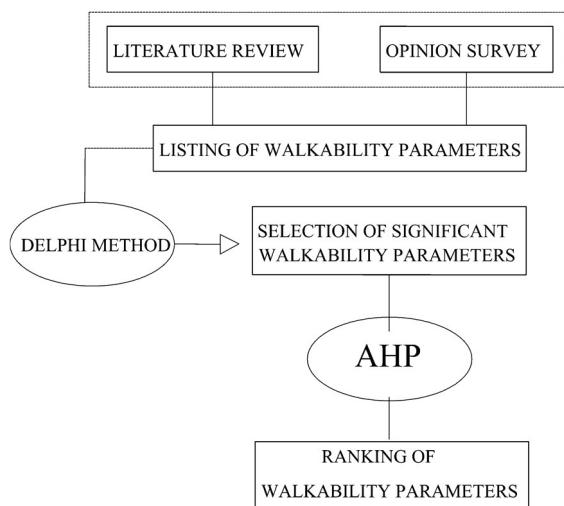 LITERATURE REVIEW
OPINION SURVEY
LISTING OF WALKABILITY PARAMETERS
DELPHI METHOD
SELECTION OF SIGNIFICANT
WALKABILITY PARAMETERS
AHP
RANKING OF
WALKABILITY PARAMETERS